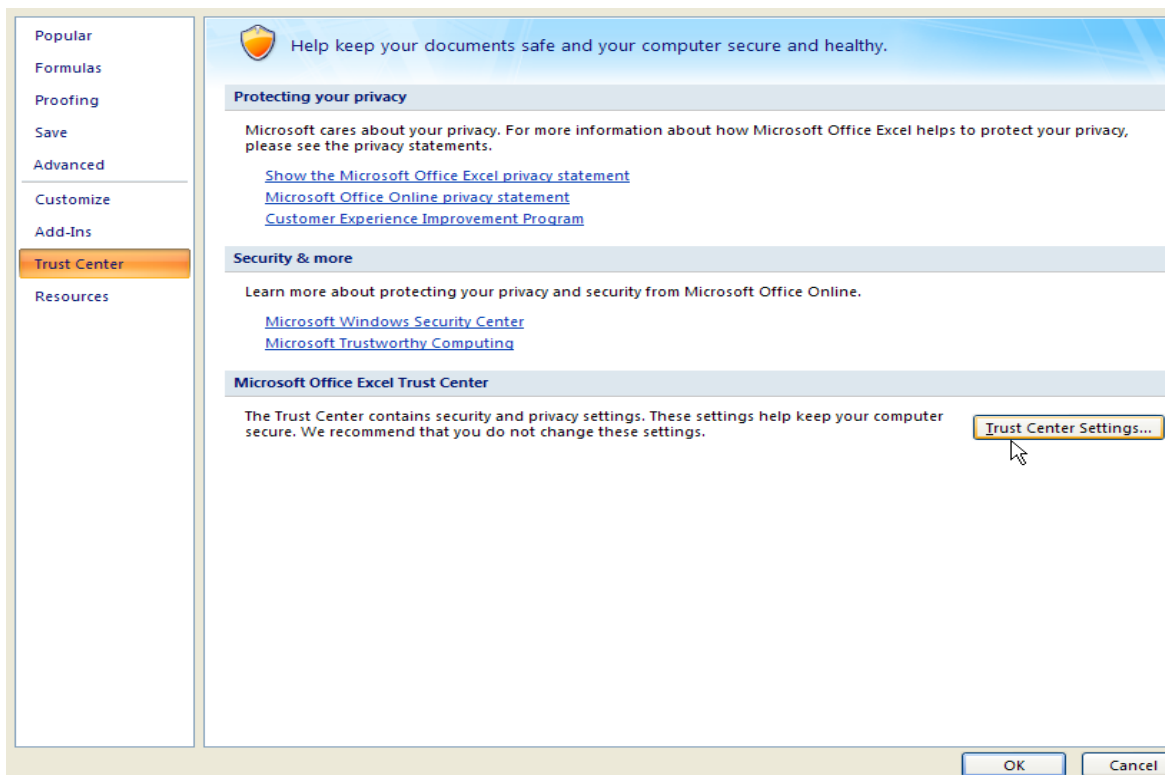 Popular
Formulas
Proofing
Save
Advanced
Customize
Add-Ins
Trust Center
Resources
Help keep your documents safe and your computer secure and healthy.
Protecting your privacy
Microsoft cares about your privacy. For more information about how Microsoft Office Excel helps to protect your privacy,
please see the privacy statements.
Show the Microsoft Office Excel privacy statement
Microsoft Office Online privacy statement
Customer Experience Improvement Program
Security & more
Learn more about protecting your privacy and security from Microsoft Office Online.
Microsoft Windows Security Center
Microsoft Trustworthy Computing
Microsoft Office Excel Trust Center
The Trust Center contains security and privacy settings. These settings help keep your computer
secure. We recommend that you do not change these settings.
Trust Center Settings...
OK
Cancel